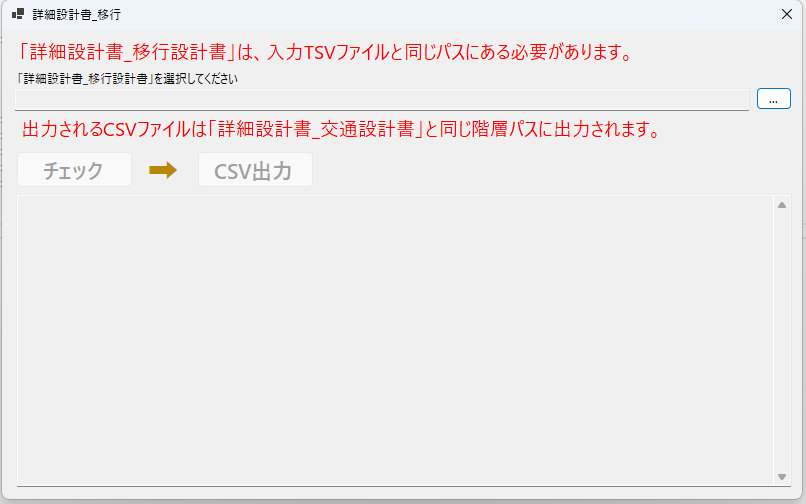 詳細設計書_移行
「詳細設計書_移行設計書」は、入力TSVファイルと同じパスにある必要があります。
「詳細設計書_移行設計書」を選択してください
...
出力されるCSVファイルは「詳細設計書_交通設計書」と同じ階層パスに出力されます。
チェック CSV出力